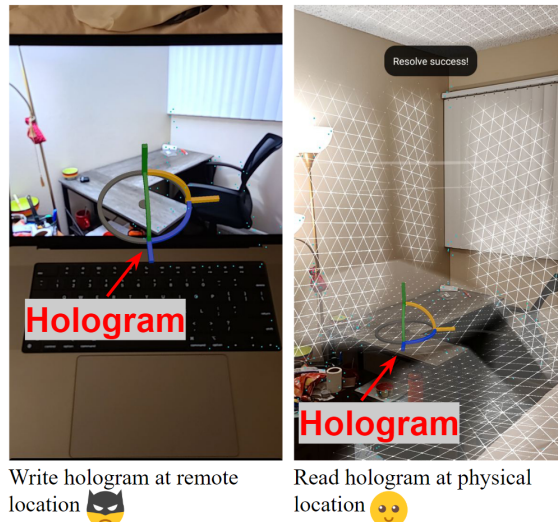 Resolve success!
Hologram
Hologram
Write hologram at remote
location
Read hologram at physical
location